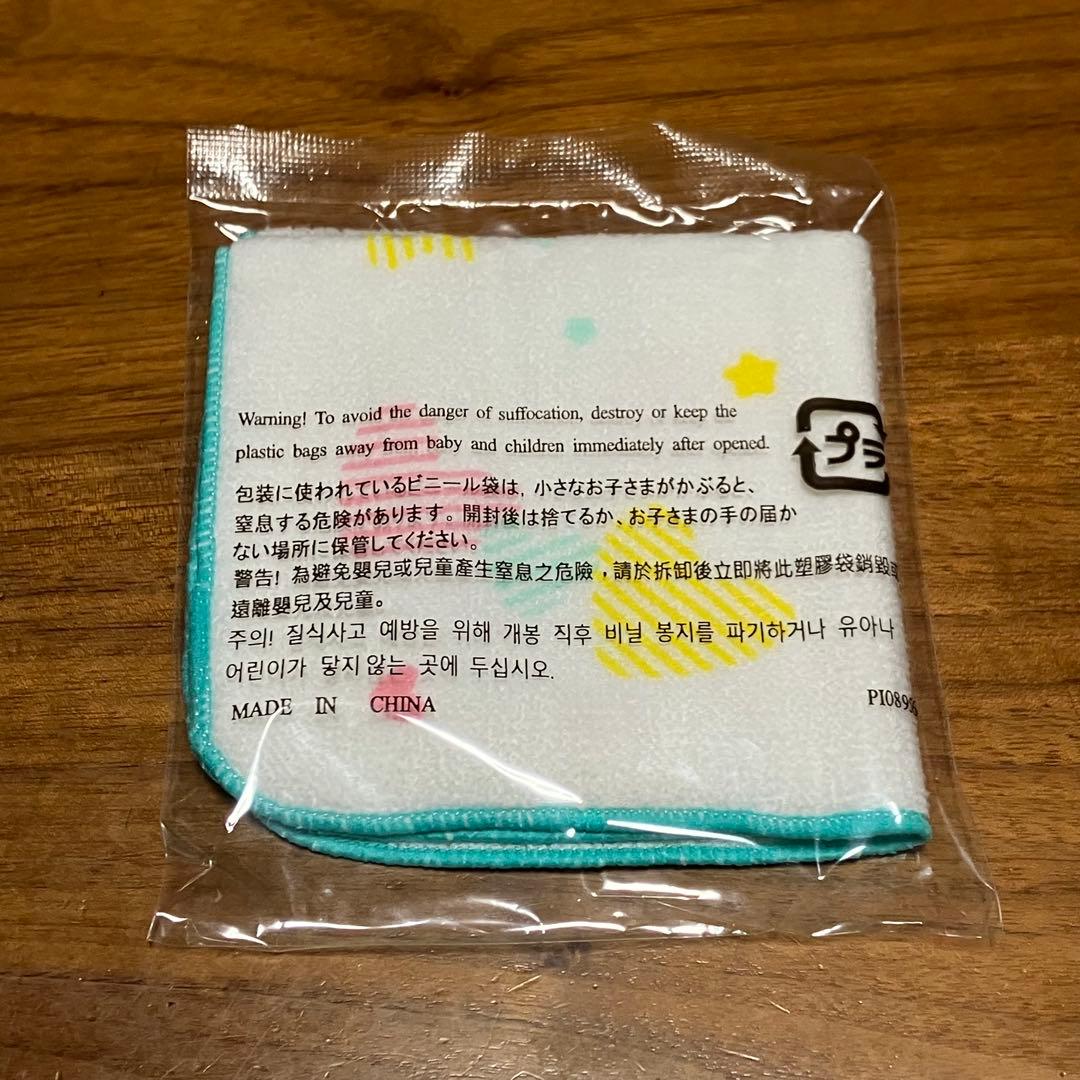 Warning! To avoid the danger of suffocation, destroy or keep the
plastic bags away from baby and children immediately after opened.
プラ
包装に使われているビニール袋は, 小さなお子さまがかぶると、
窒息する危険があります。開封後は捨てるか、お子さまの手の届か
ない場所に保管してください。
警告! 為避免嬰兒或兒童產生窒息之危險，請於拆卸後立即將此塑膠袋銷毀或
遠離嬰兒及兒童。
주의! 질식사고 예방을 위해 개봉 직후 비닐 봉지를 파기하거나 유아나
어린이가 닿지 않는 곳에 두십시오.
MADE IN CHINA